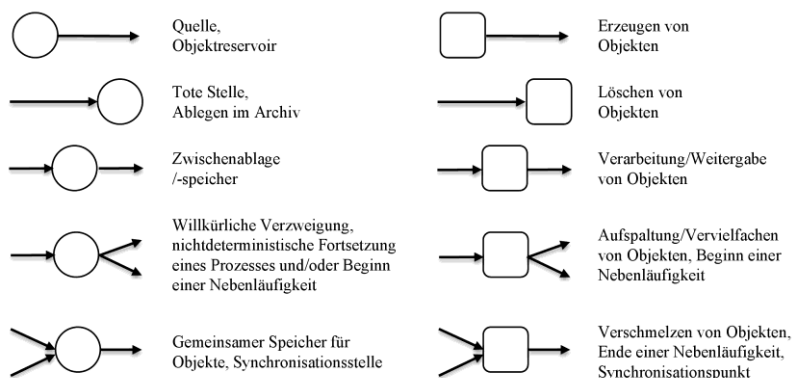 Quelle,
Objektreservoir
Erzeugen von
Objekten
Tote Stelle,
Ablegen im Archiv
Löschen von
Objekten
Zwischenablage
/-speicher
Verarbeitung/Weitergabe
von Objekten
Willkürliche Verzweigung,
nichtdeterministische Fortsetzung
eines Prozesses und/oder Beginn
einer Nebenläufigkeit
Aufspaltung/Vervielfachen
von Objekten, Beginn einer
Nebenläufigkeit
Gemeinsamer Speicher für
Objekte, Synchronisationsstelle
Verschmelzen von Objekten,
Ende einer Nebenläufigkeit,
Synchronisationspunkt